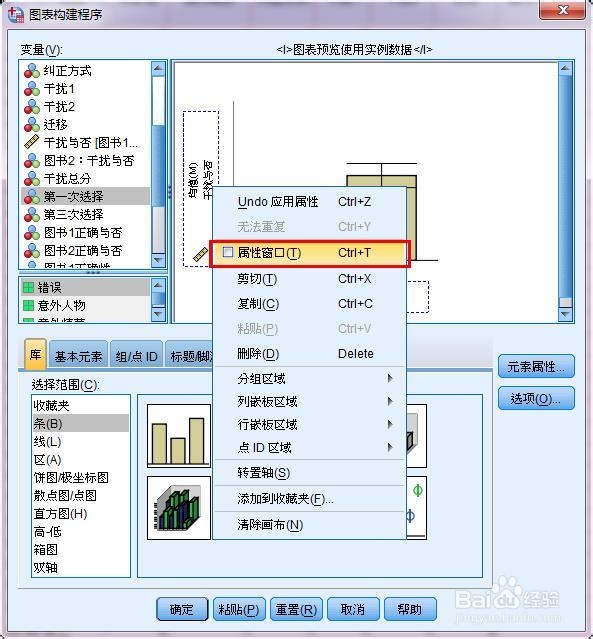 图表构建程序
变量(V):
<I>图表预览使用实例数据</I>
纠正方式
干扰1
干扰2
迁移
干扰与否 [图书1...
图书2：干扰与否
干扰总分
第一次选择
第三次选择
图书1正确与否
图书2正确与否
错误
意外人物
均值(M)
干扰与否
Undo 应用属性 Ctrl+Z
无法重复 Ctrl+Y
属性窗口(T) Ctrl+T
剪切(T) Ctrl+X
复制(C) Ctrl+C
粘贴(P) Ctrl+V
删除(D) Delete
分组区域
列嵌板区域
行嵌板区域
点 ID 区域
转置轴(S)
添加到收藏夹(F)...
清除画布(N)
库
基本元素
组/点 ID
标题/脚
元素属性...
选项(O)...
选择范围(C):
收藏夹
条(B)
线(L)
区(A)
饼图/极坐标图
散点图/点图
直方图(H)
高-低
箱图
双轴
确定
粘贴(P)
重置(R)
取消
帮助
Baidu 经验
jingyan.baidu.com